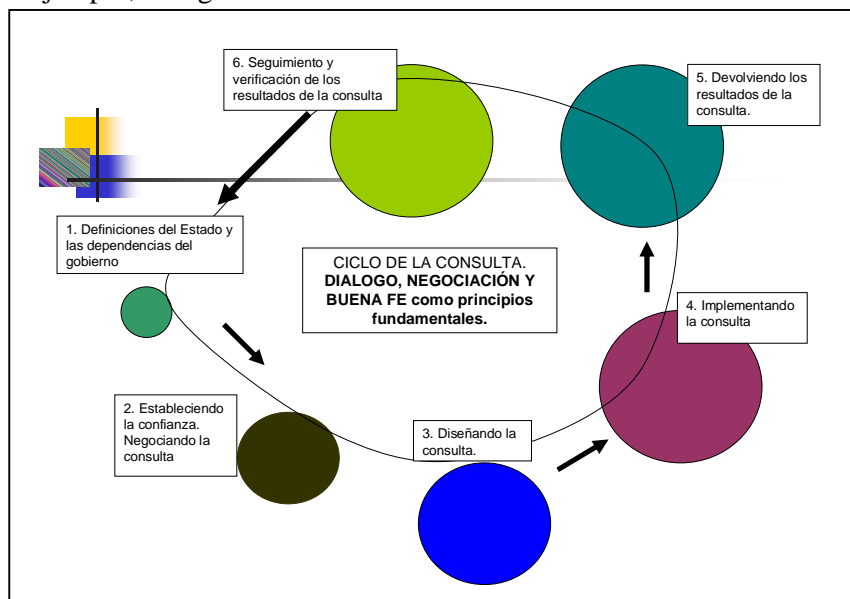 6. Seguimiento y
verificación de los
resultados de la consulta
5. Devolviendo los
resultados de la
consulta.
1. Definiciones del Estado y
las dependencias del
gobierno
CICLO DE LA CONSULTA.
DIALOGO, NEGOCIACIÓN Y
BUENA FE como principios
fundamentales.
4. Implementando
la consulta
2. Estableciendo
la confianza.
Negociando la
consulta
3. Diseñando la
consulta.